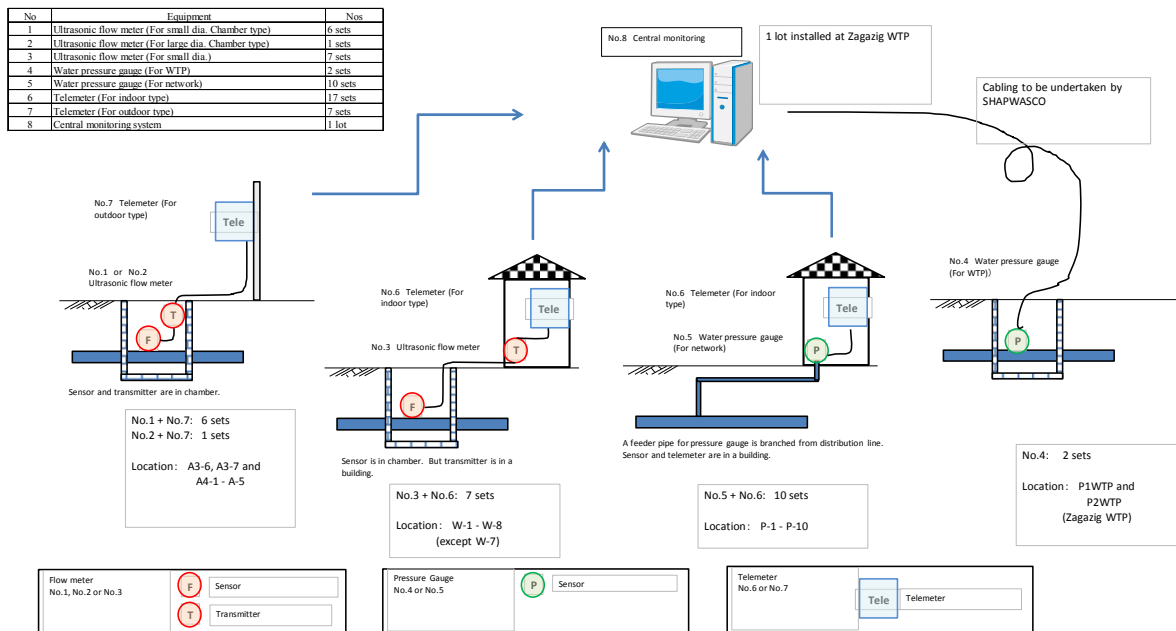 No Equipment Nos
1 Ultrasonic flow meter (For small dia. Chamber type) 6 sets
2 Ultrasonic flow meter (For large dia. Chamber type) 1 sets
3 Ultrasonic flow meter (For small dia.) 7 sets
4 Water pressure gauge (For WTP) 2 sets
5 Water pressure gauge (For network) 10 sets
6 Telemeter (For indoor type) 17 sets
7 Telemeter (For outdoor type) 7 sets
8 Central monitoring system 1 lot
No.8 Central monitoring
1 lot installed at Zagazig WTP
Cabling to be undertaken by
SHAPWASCO
No.7 Telemeter (For
outdoor type)
Tele
No.1 or No.2
Ultrasonic flow meter
T
F
Sensor and transmitter are in chamber.
No.1 + No.7: 6 sets
No.2 + No.7: 1 sets
Location: A3-6, A3-7 and
A4-1 - A-5
No.6 Telemeter (For
indoor type)
Tele
No.3 Ultrasonic flow meter
T
F
Sensor is in chamber. But transmitter is in a
building.
No.3 + No.6: 7 sets
Location: W-1 - W-8
(except W-7)
No.6 Telemeter (For indoor
type)
Tele
No.5 Water pressure gauge
(For network)
P
A feeder pipe for pressure gauge is branched from distribution line.
Sensor and telemeter are in a building.
No.5 + No.6: 10 sets
Location: P-1 - P-10
No.4 Water pressure gauge
(For WTP)
P
No.4: 2 sets
Location: P1WTP and
P2WTP
(Zagazig WTP)
Flow meter
No.1, No.2 or No.3
F Sensor
T Transmitter
Pressure Gauge
No.4 or No.5
P Sensor
Telemeter
No.6 or No.7
Tele Telemeter